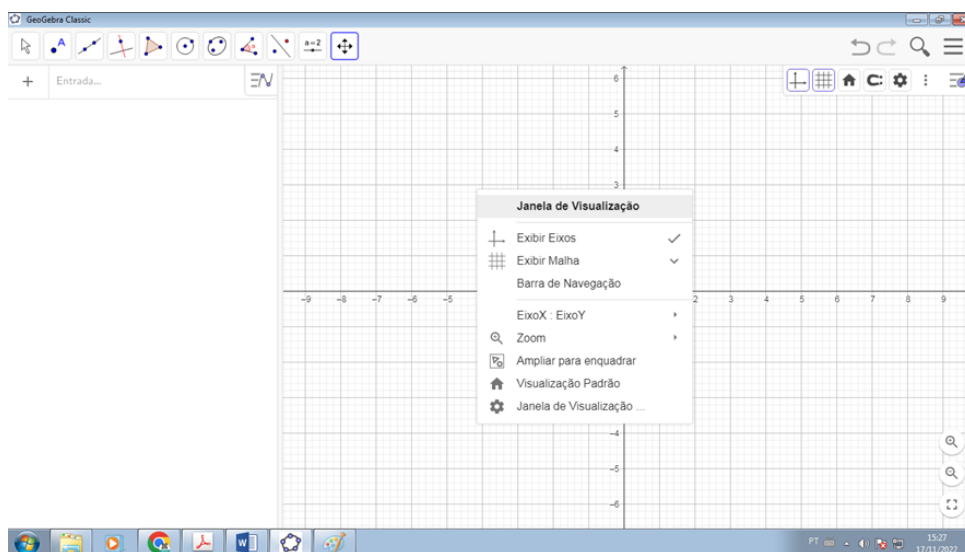 GeoGebra Classic
a=2
Entrada...
Janela de Visualização
Exibir Eixos
Exibir Malha
Barra de Navegação
EixoX : EixoY
Zoom
Ampliar para enquadrar
Visualização Padrão
Janela de Visualização ...
6
5
4
3
-9 -8 -7 -6 -5 2 3 4 5 6 7 8 9
-4
-5
-6
PT 15:27
17/11/2022